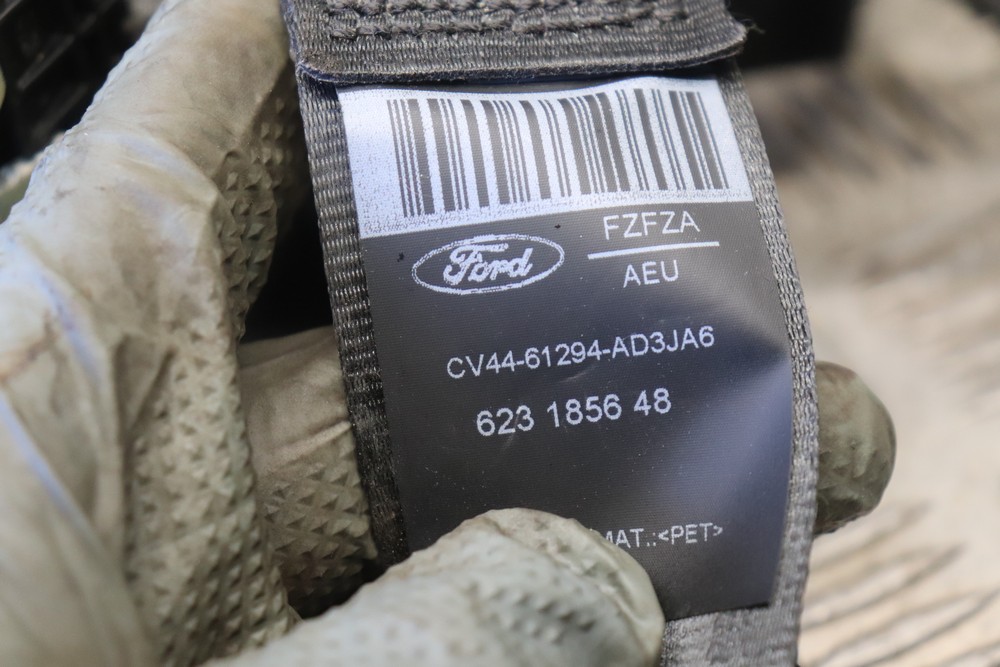 FZFZA
Ford
AEU
CV44-61294-AD3JA6
623 1856 48
MAT.:<PET>